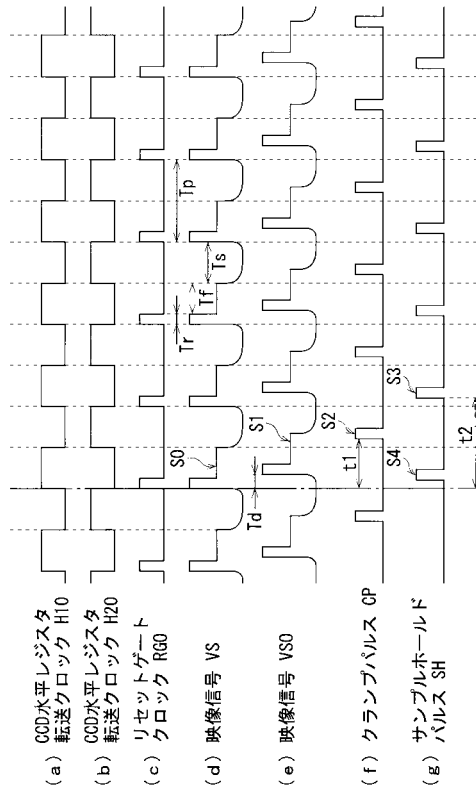 (a) CCD水平レジスタ
転送クロック H10
(b) CCD水平レジスタ
転送クロック H20
(c) リセットゲート
クロック RG0
(d) 映像信号 VS
(e) 映像信号 VS0
(f) クランプパルス CP
(g) サンプルホールド
パルス SH
Tr
Tf
Ts
Tp
S0
Td
S1
t1
S2
S4
S3
t2